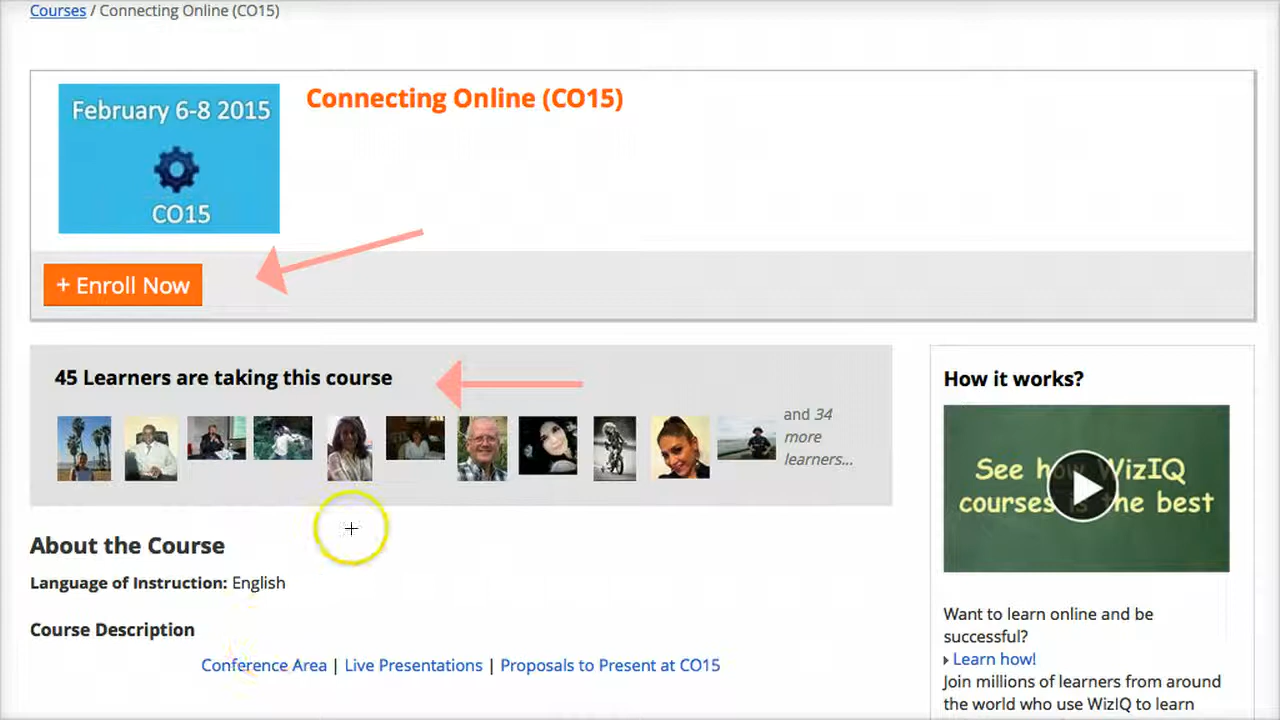 Courses / Connecting Online (CO15)
February 6-8 2015
CO15
Connecting Online (CO15)
+ Enroll Now
45 Learners are taking this course
and 34
more
learners...
About the Course
Language of Instruction: English
Course Description
Conference Area | Live Presentations | Proposals to Present at CO15
How it works?
See how WizIQ
courses is the best
Want to learn online and be
successful?
Learn how!
Join millions of learners from around
the world who use WizIQ to learn